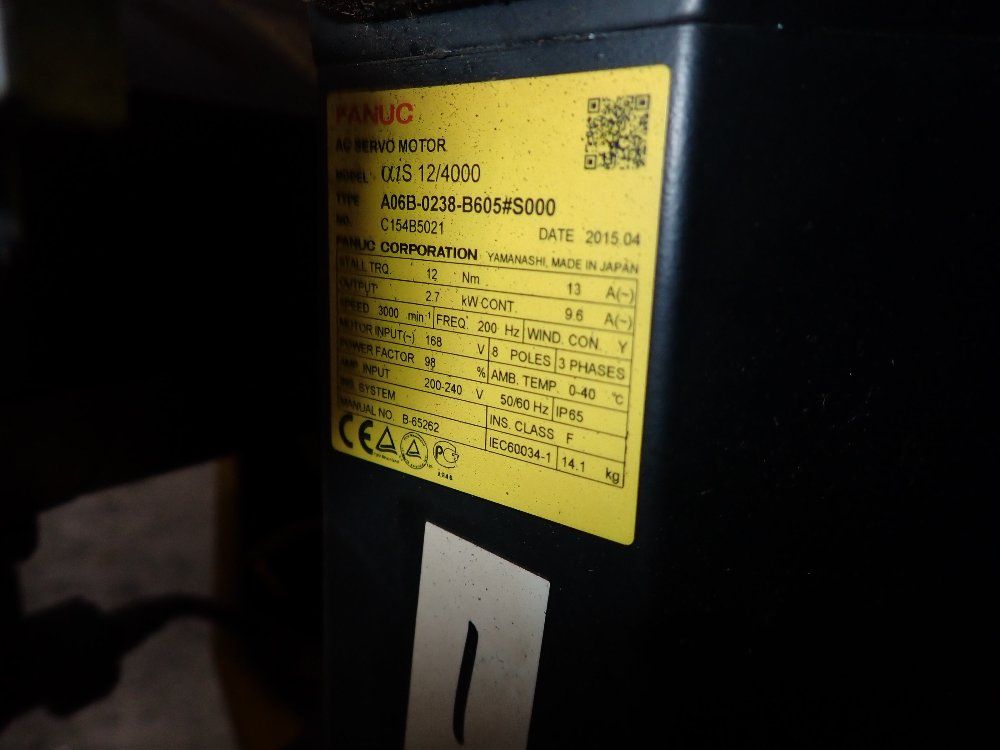 FANUC
AC SERVO MOTOR
MODEL αiS 12/4000
TYPE A06B-0238-B605#S000
NO. C154B5021 DATE 2015.04
FANUC CORPORATION YAMANASHI, MADE IN JAPAN
STALL TRQ. 12 Nm 13 A(~)
OUTPUT 2.7 kW CONT. 9.6 A(~)
SPEED 3000 min-1 FREQ. 200 Hz WIND. CON. Y
MOTOR INPUT(~) 168 V 8 POLES 3 PHASES
POWER FACTOR 98 % AMB. TEMP. 0-40 ℃
AMP. INPUT 200-240 V 50/60 Hz IP65
INS. SYSTEM INS. CLASS F
MANUAL NO. B-65262 IEC60034-1 14.1 kg
CE